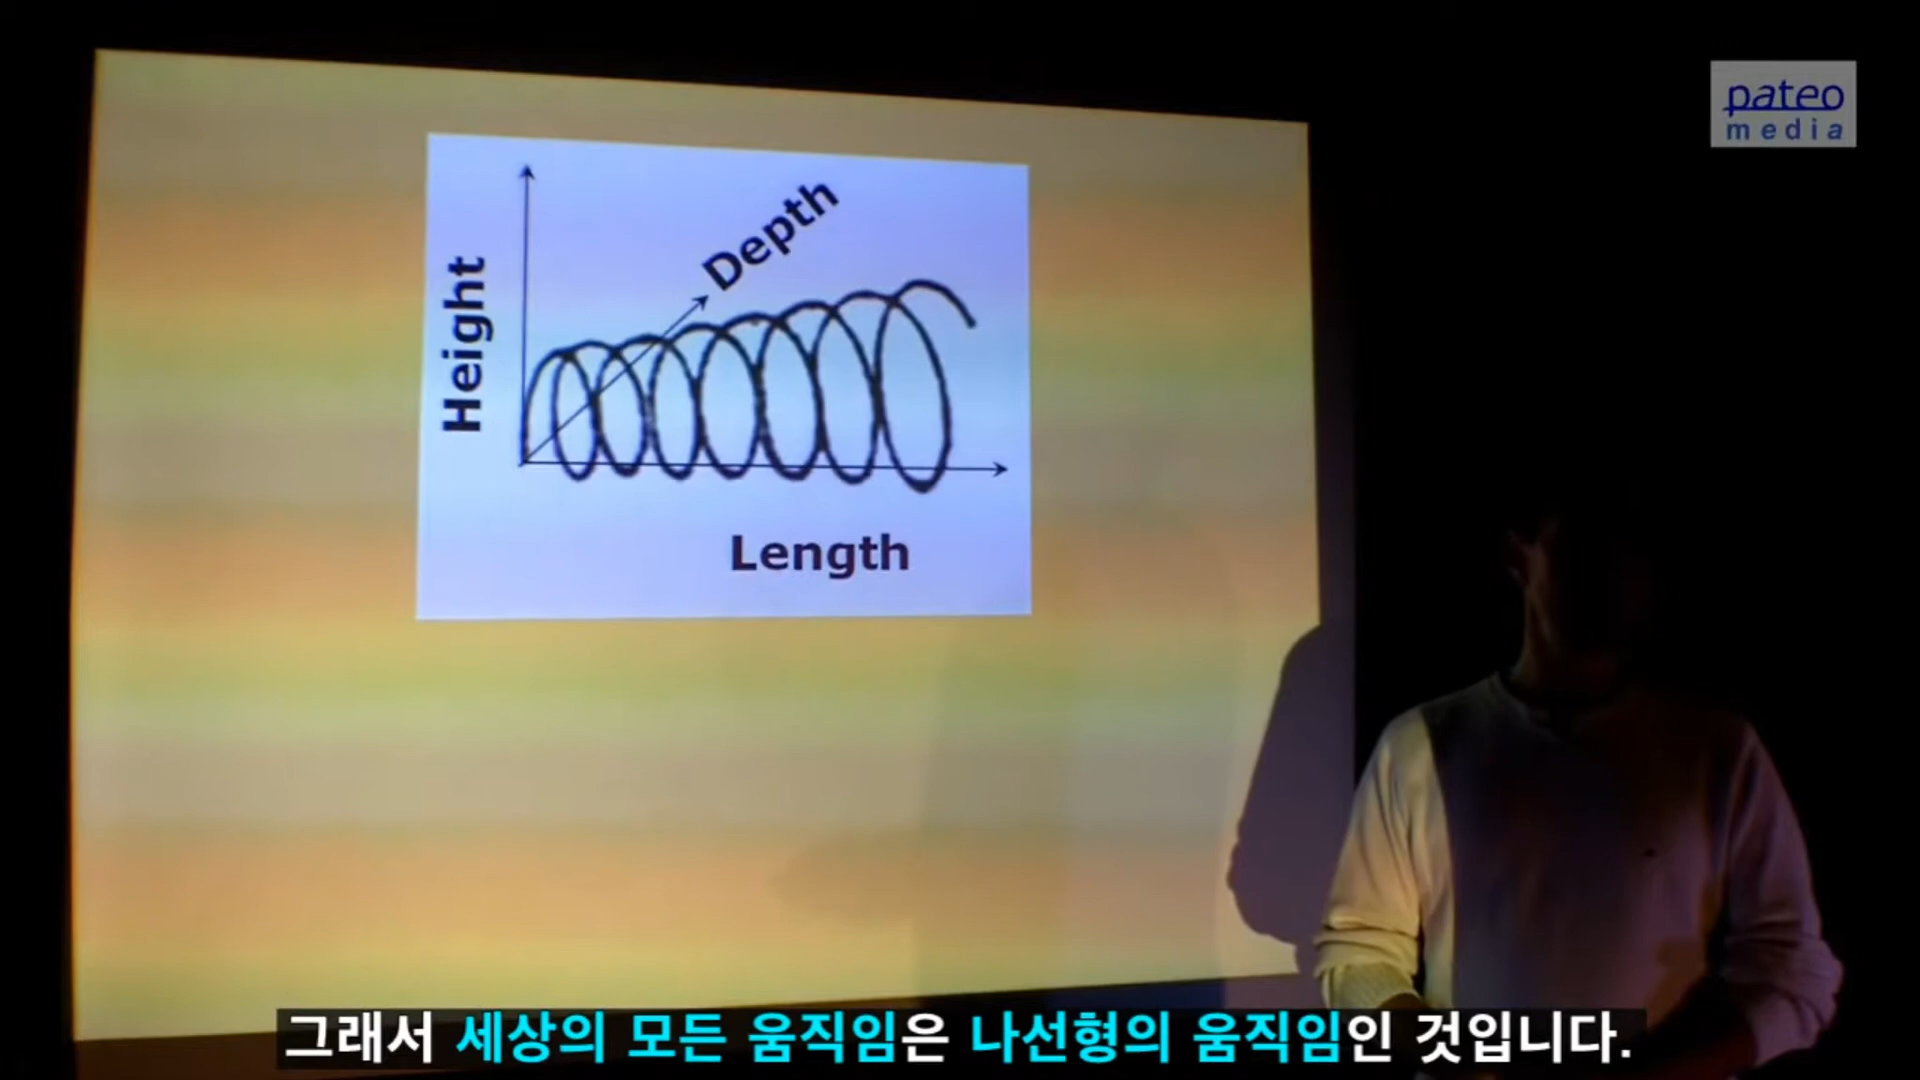 pateo
media
Depth
Height
Length
그래서 세상의 모든 움직임은 나선형의 움직임인 것입니다.